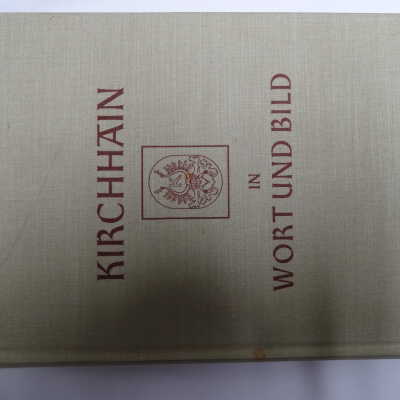 KIRCHHAIN
IN
WORT UND BILD